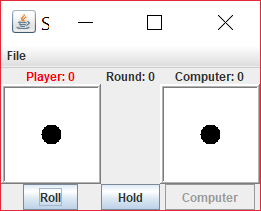 S
File
Player: 0 Round: 0 Computer: 0
Roll Hold Computer